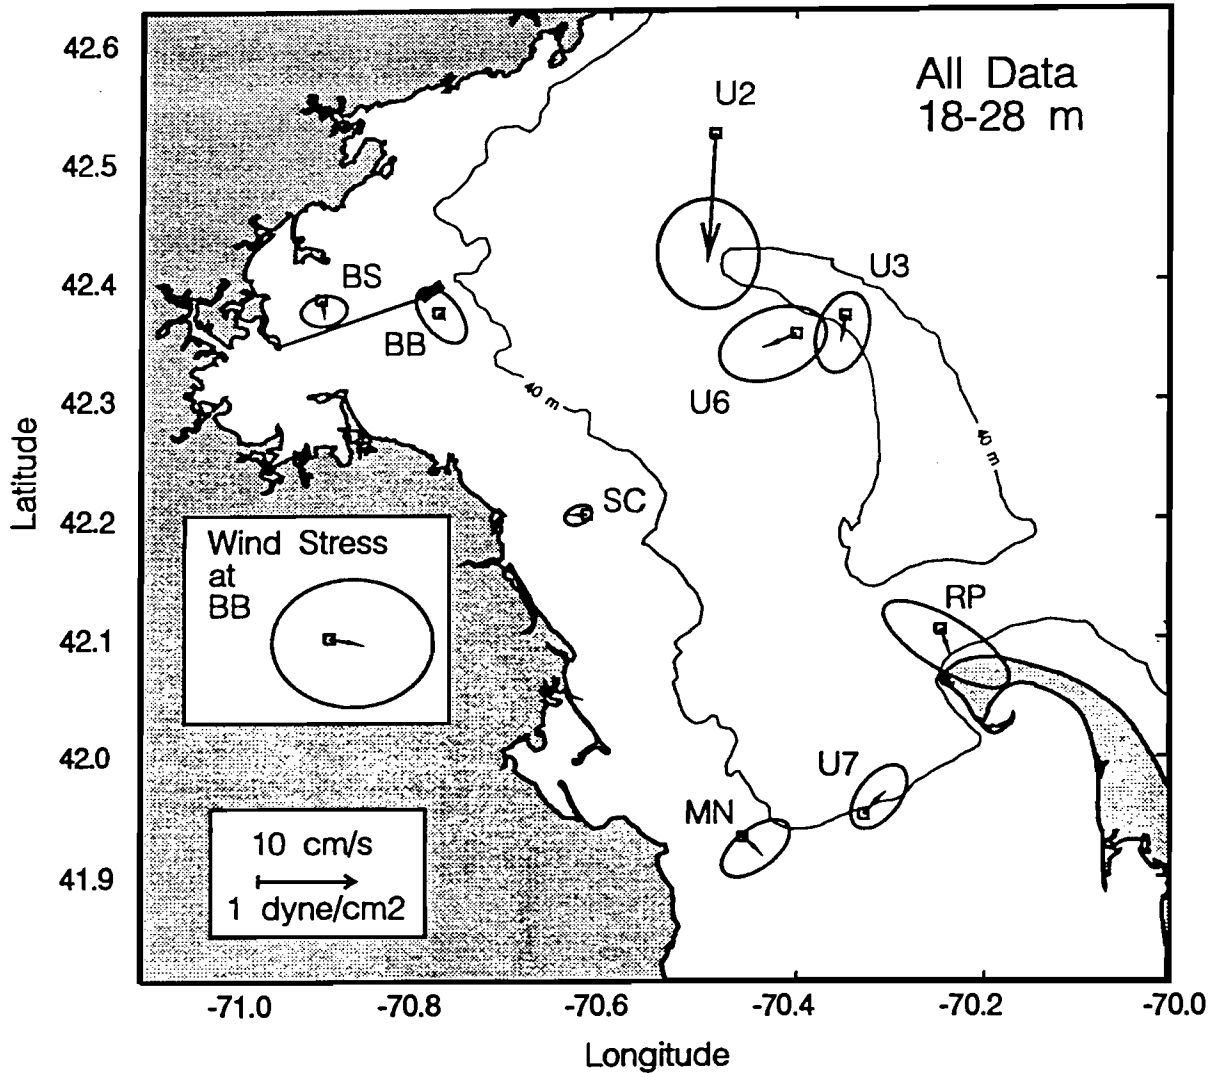 All Data
18-28 m
U2
U3
BS
BB
U6
40 m
40 m
SC
Wind Stress
at
BB
RP
U7
MN
10 cm/s
1 dyne/cm2
42.6
42.5
42.4
42.3
42.2
42.1
42.0
41.9
Latitude
-71.0
-70.8
-70.6
-70.4
-70.2
-70.0
Longitude